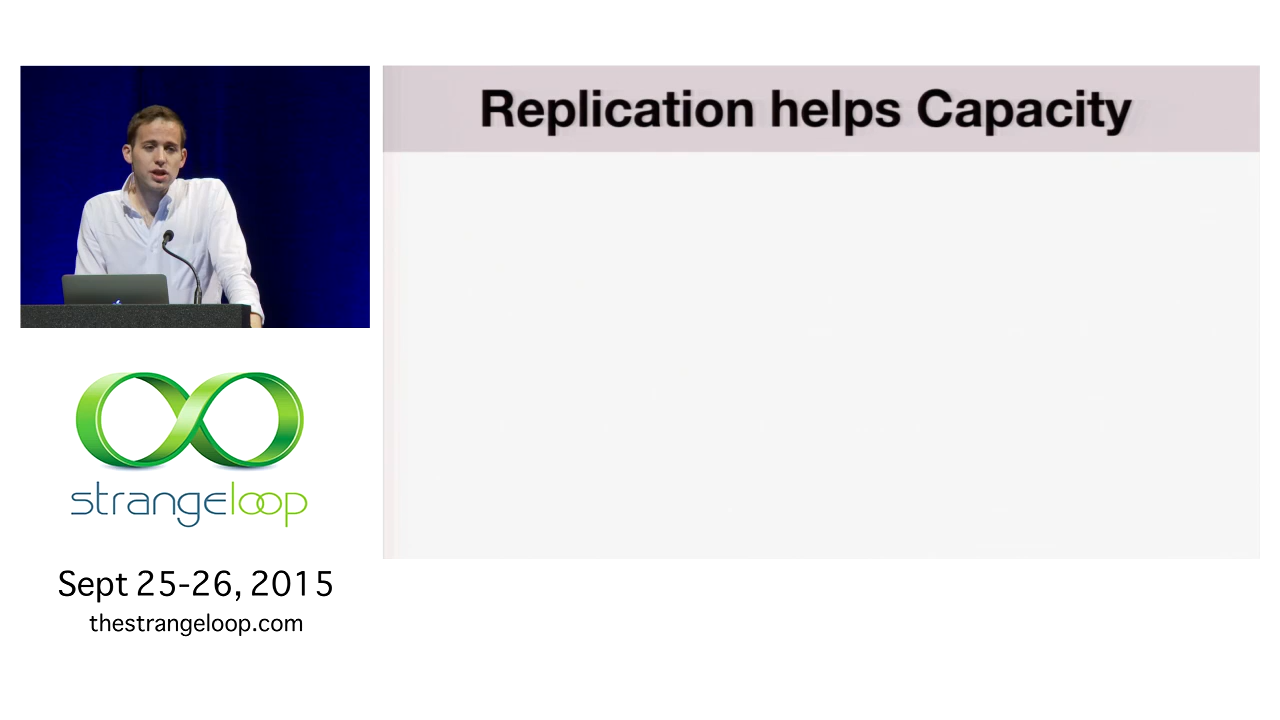 Replication helps Capacity
strangeloop
Sept 25-26, 2015
thestrangeloop.com